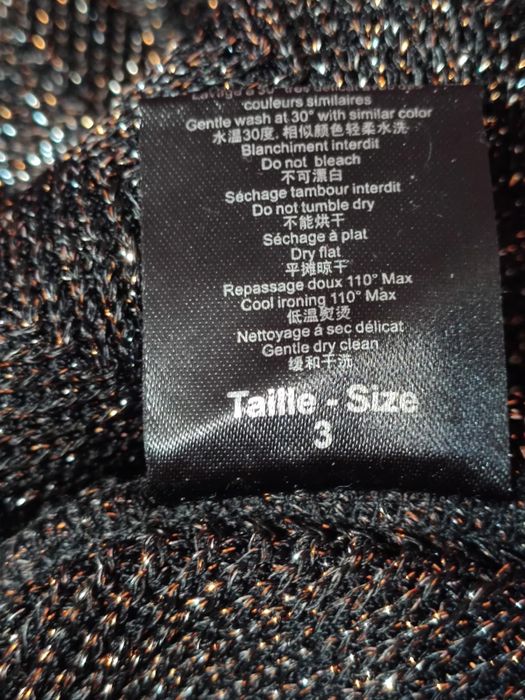 couleurs similaires
Gentle wash at 30° with similar color
水温30度, 相似颜色轻柔水洗
Blanchiment interdit
Do not bleach
不可漂白
Séchage tambour interdit
Do not tumble dry
不能烘干
Séchage á plat
Dry flat
平摊晾干
Repassage doux 110° Max
Cool ironing 110° Max
低温熨烫
Nettoyage á sec délicat
Gentle dry clean
缓和干洗
Taille - Size
3